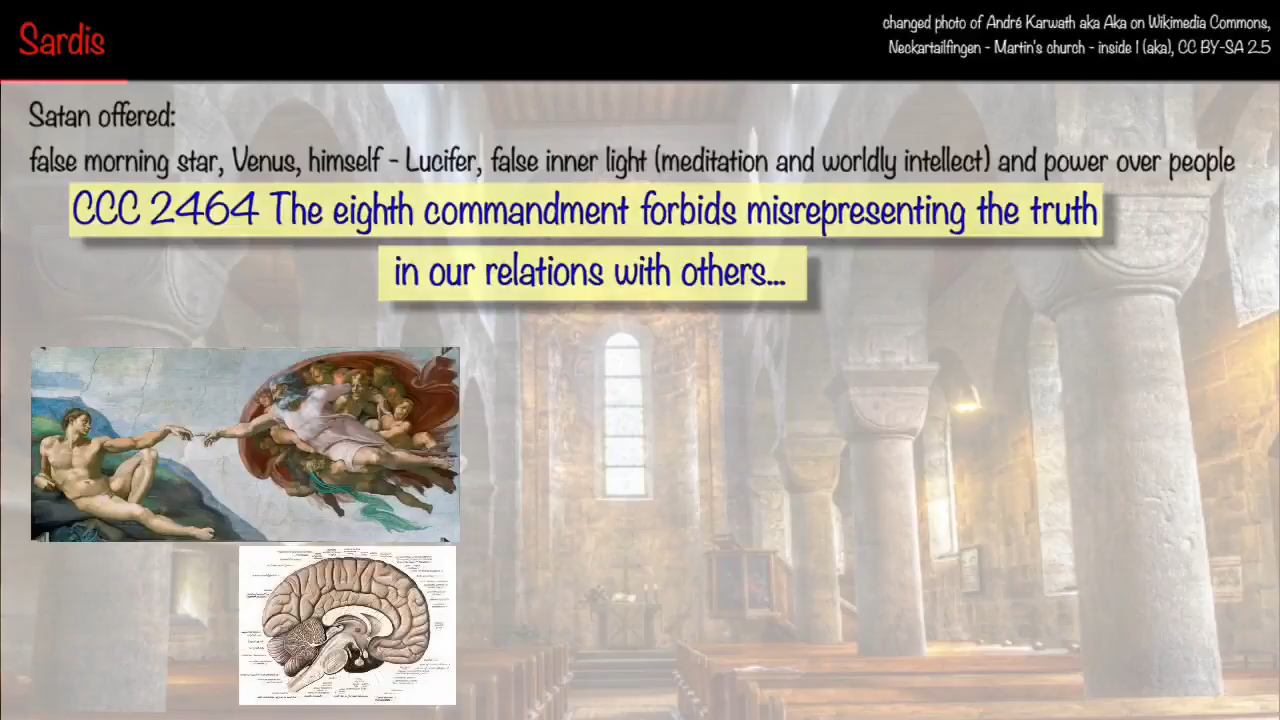 Sardis
changed photo of André Karwath aka Aka on Wikimedia Commons,
Neckartailfingen - Martin's church - inside 1 (aka), CC BY-SA 2.5
Satan offered:
false morning star, Venus, himself - Lucifer, false inner light (meditation and worldly intellect) and power over people
CCC 2464 The eighth commandment forbids misrepresenting the truth
in our relations with others...